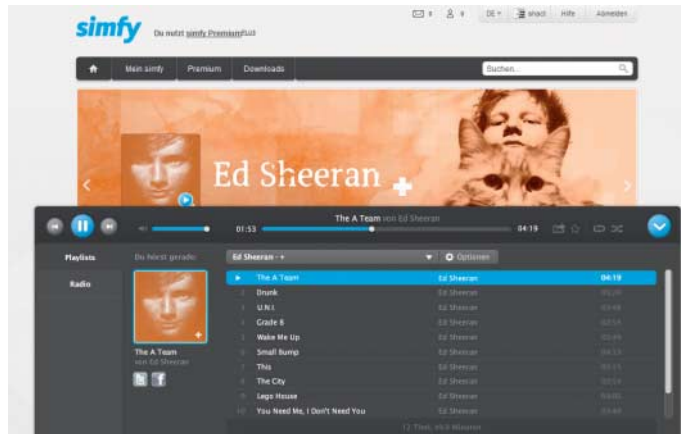 simfy Du nutzt simfy PremiumPLUS
DE Hilfe Abmelden
Mein simfy Premium Downloads Suchen...
Ed Sheeran +
The A Team von Ed Sheeran
01:53 04:19
Playlists Du hörst gerade: Ed Sheeran - + Optionen
Radio
The A Team Ed Sheeran 04:19
Drunk Ed Sheeran
U.N.I. Ed Sheeran
Grade 8 Ed Sheeran
Wake Me Up Ed Sheeran
Small Bump Ed Sheeran
This Ed Sheeran
The City Ed Sheeran
Lego House Ed Sheeran
You Need Me, I Don't Need You Ed Sheeran
The A Team
von Ed Sheeran